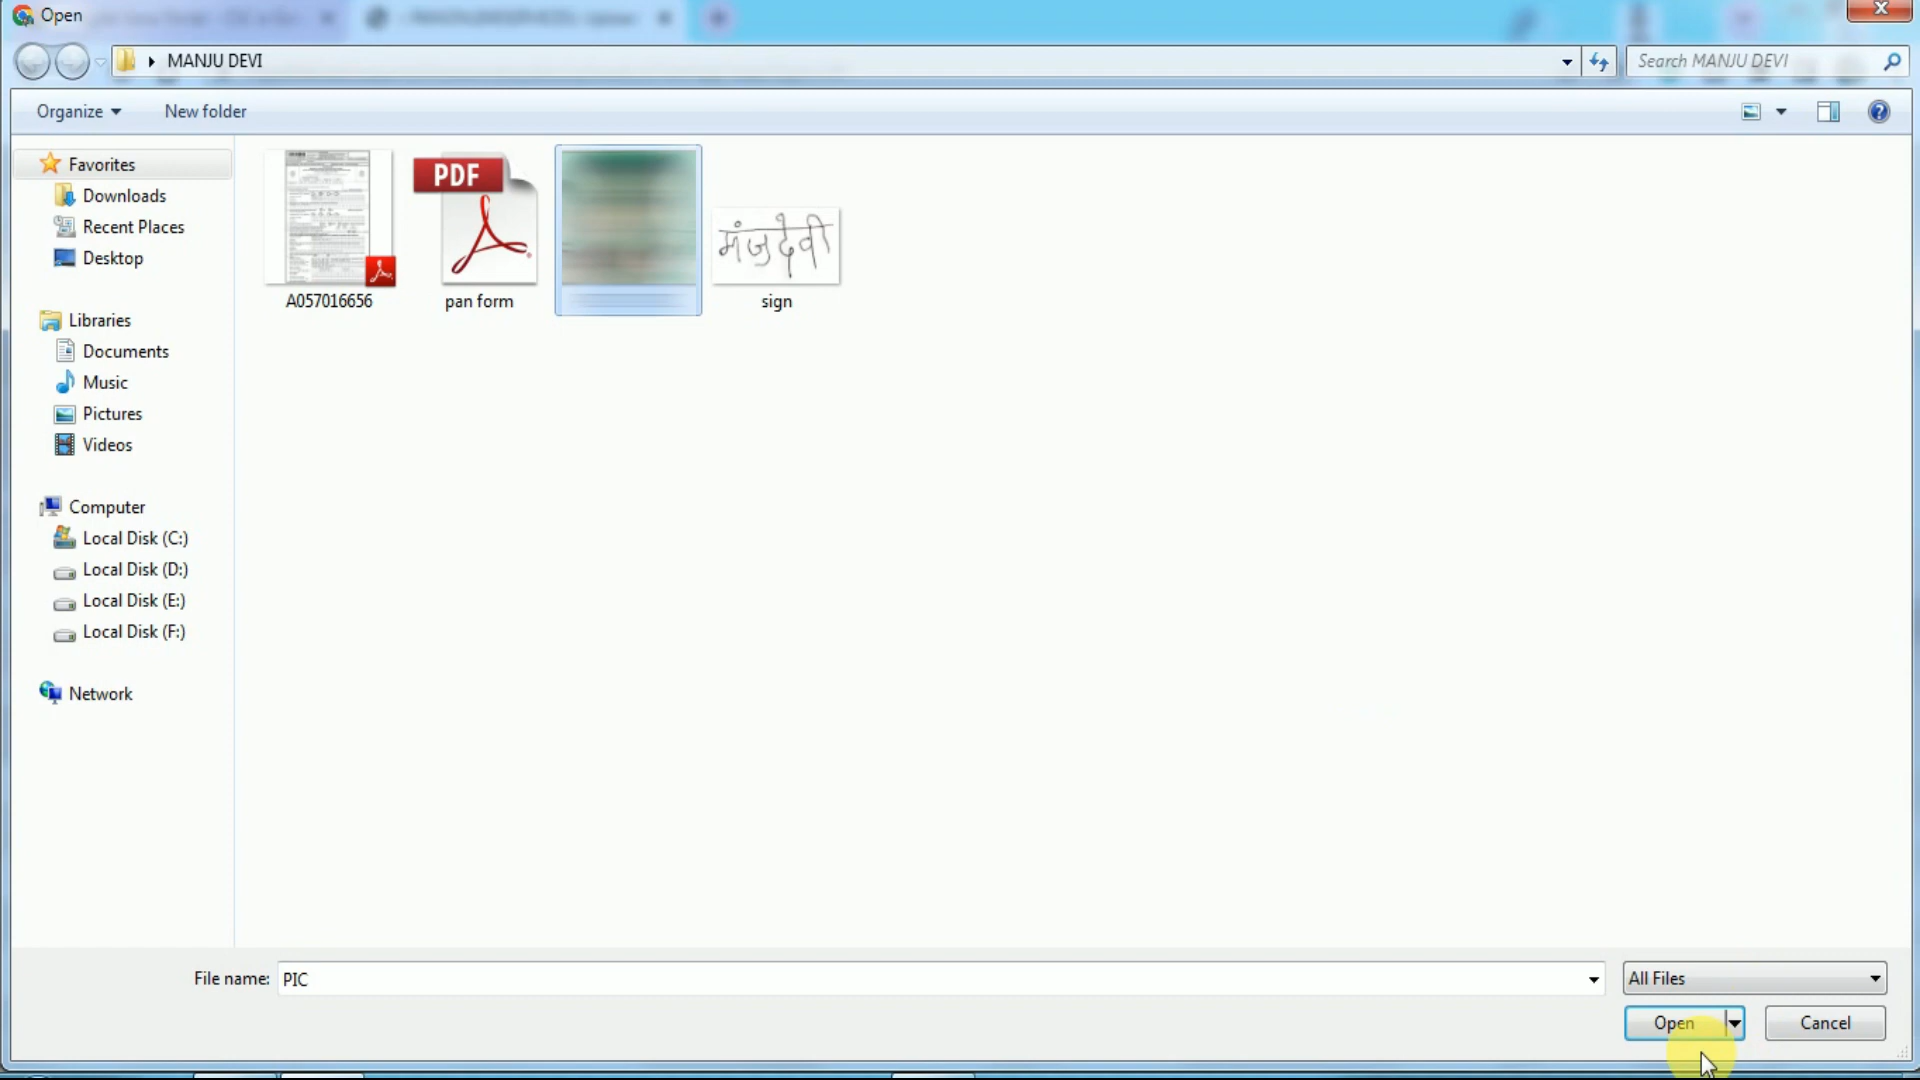 Open
MANJU DEVI
Search MANJU DEVI
Organize
New folder
Favorites
Downloads
Recent Places
Desktop
Libraries
Documents
Music
Pictures
Videos
Computer
Local Disk (C:)
Local Disk (D:)
Local Disk (E:)
Local Disk (F:)
Network
PDF
मंजुदेवी
A057016656
pan form
sign
File name: PIC
All Files
Open
Cancel